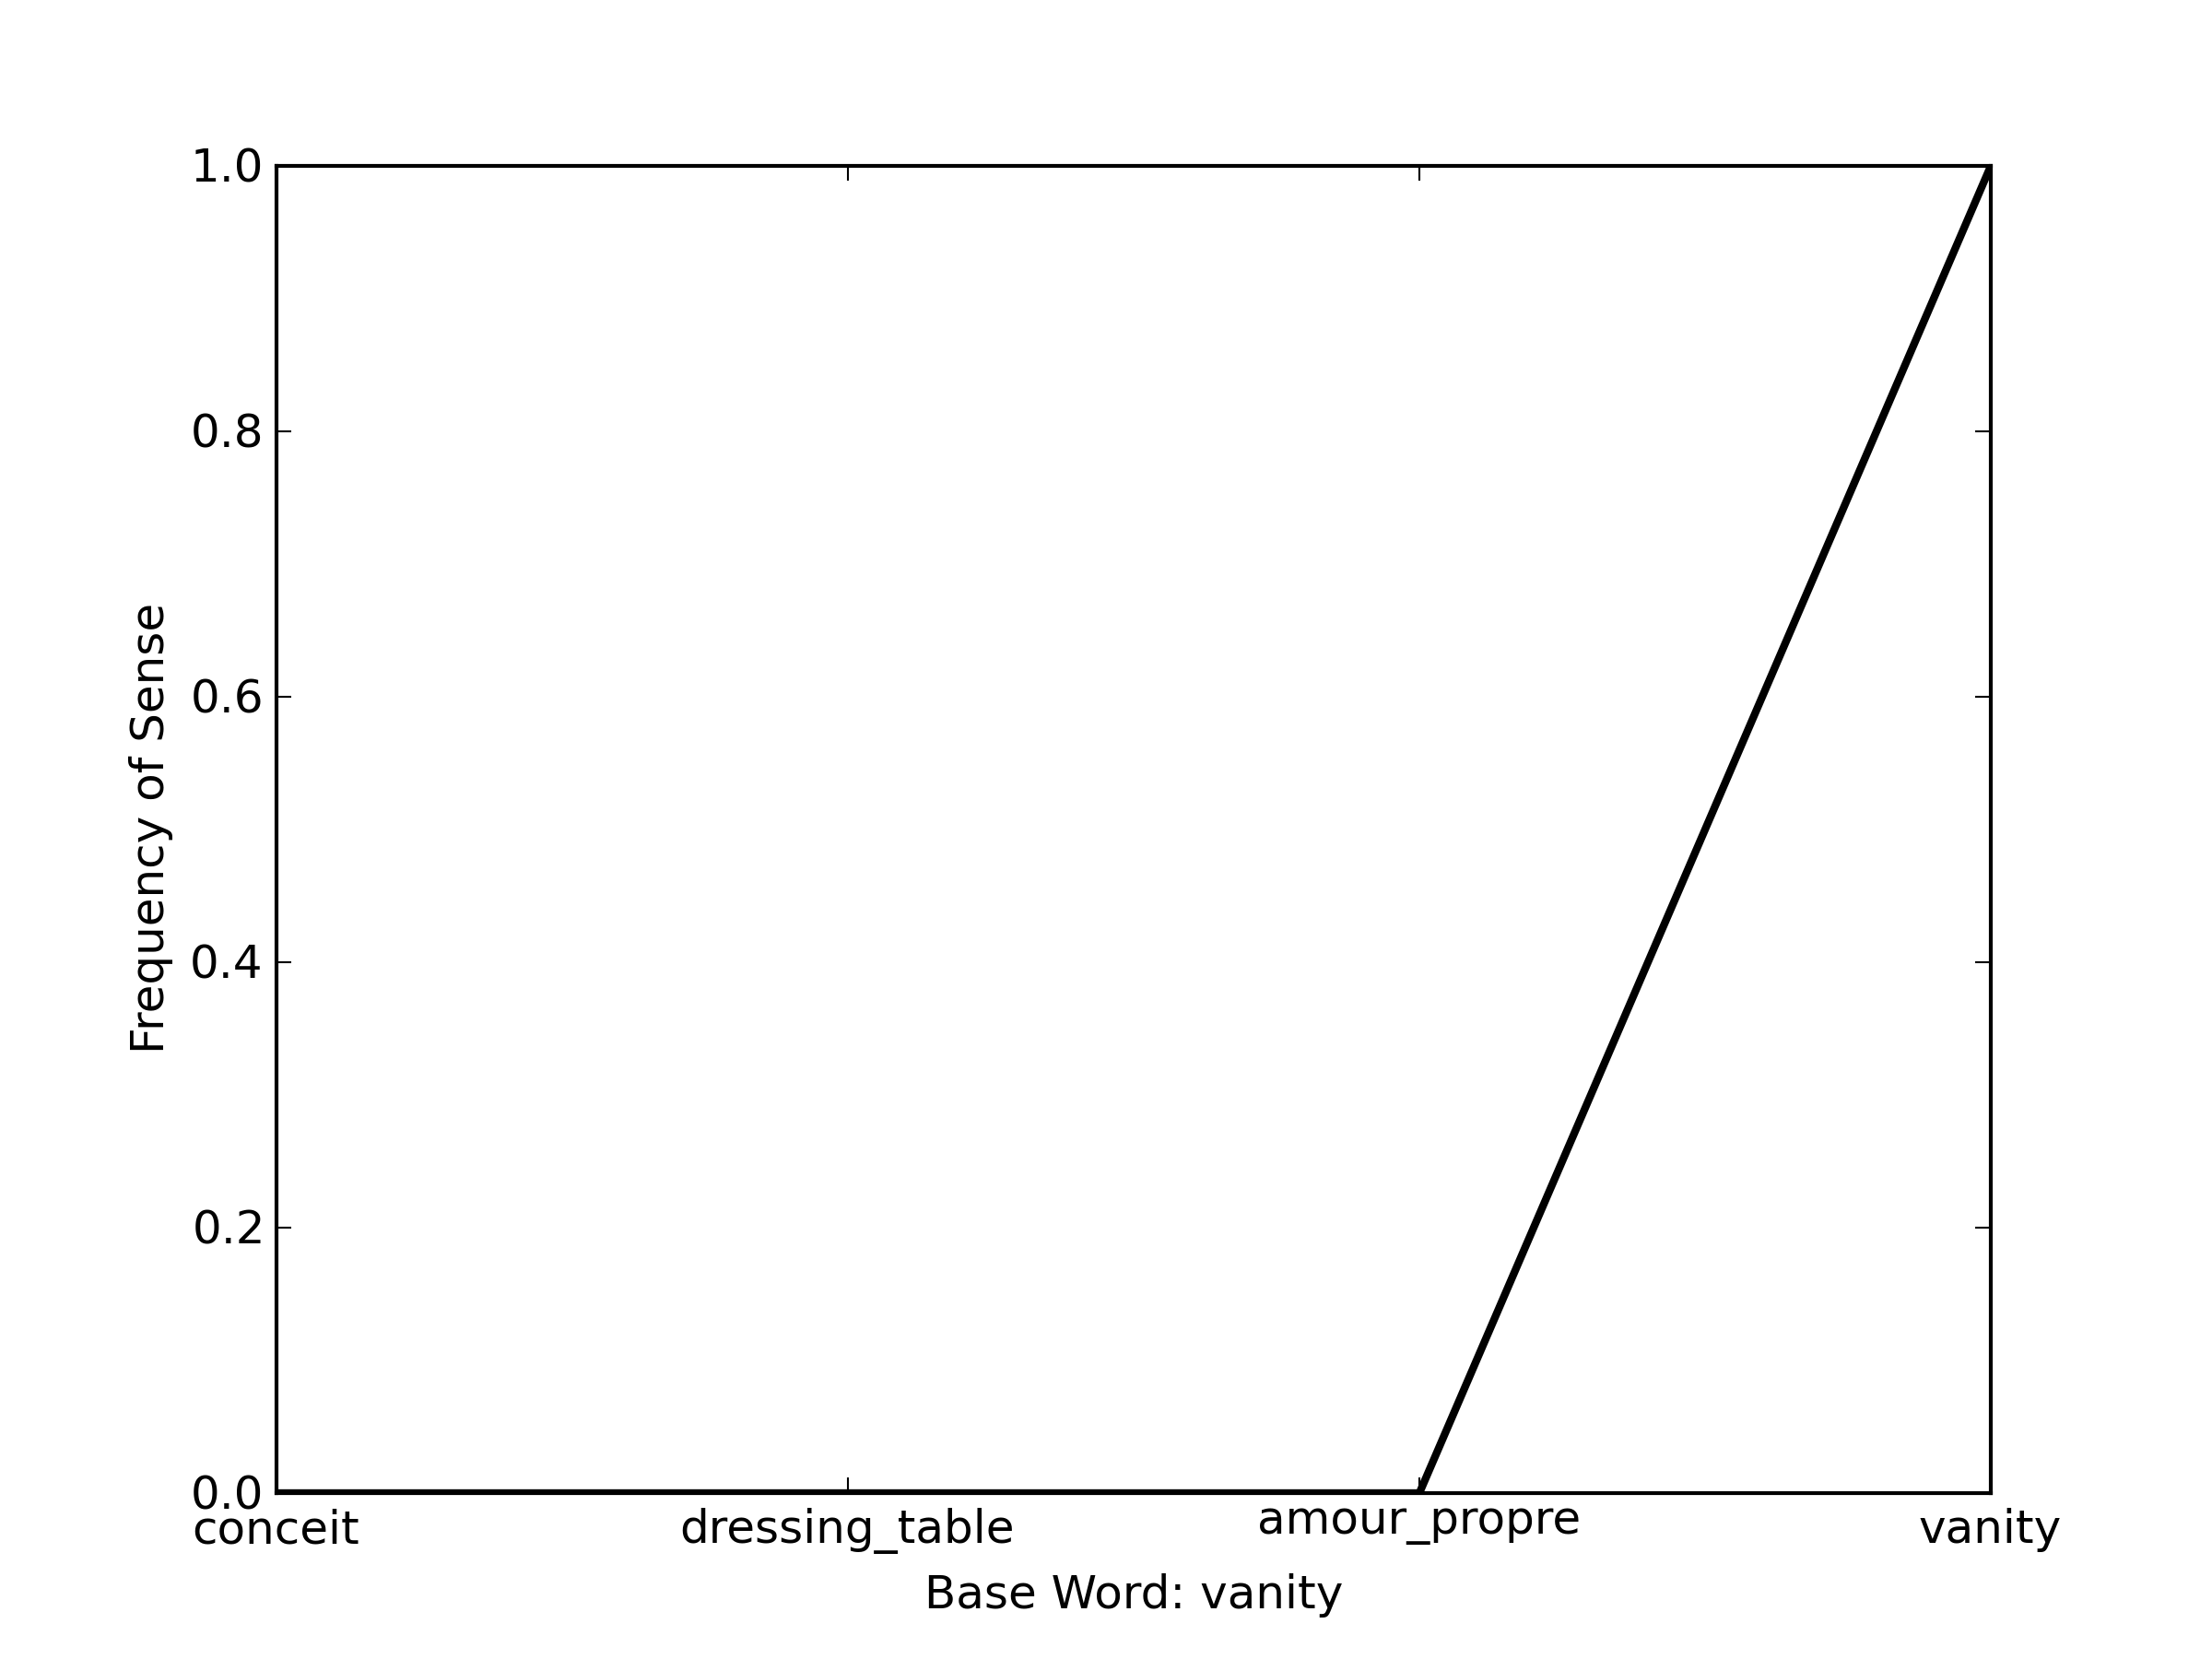 1.0
0.8
0.6
0.4
0.2
0.0
Frequency of Sense
conceit dressing_table amour_propre vanity
Base Word: vanity